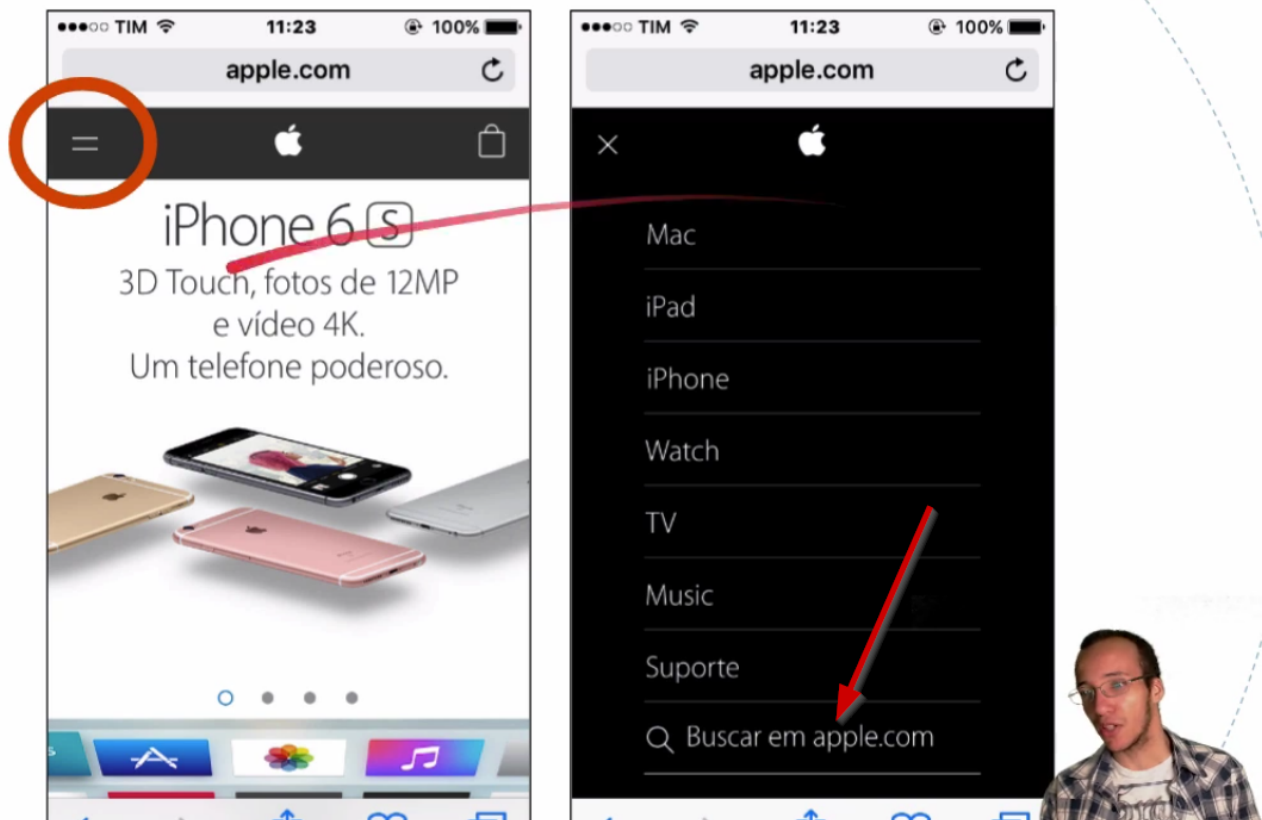 TIM 11:23 100%
apple.com
iPhone 6 S
3D Touch, fotos de 12MP
e vídeo 4K.
Um telefone poderoso.
TIM 11:23 100%
apple.com
Mac
iPad
iPhone
Watch
TV
Music
Suporte
Buscar em apple.com